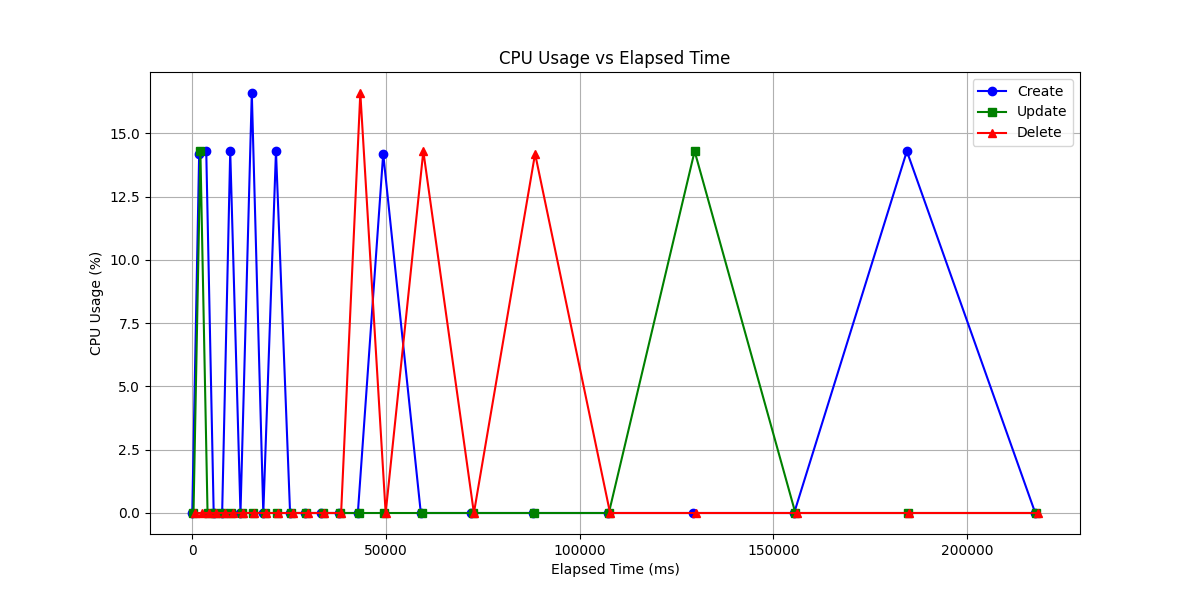 CPU Usage vs Elapsed Time
Create
Update
Delete
15.0
12.5
10.0
7.5
5.0
2.5
0.0
CPU Usage (%)
0
50000
100000
150000
200000
Elapsed Time (ms)